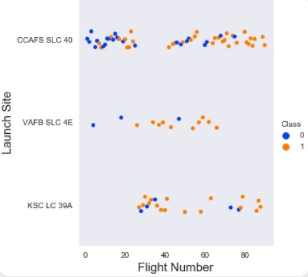 CCAFS SLC 40
VAFB SLC 4E
KSC LC 39A
Launch Site
0 20 40 60 80
Flight Number
Class
0
1